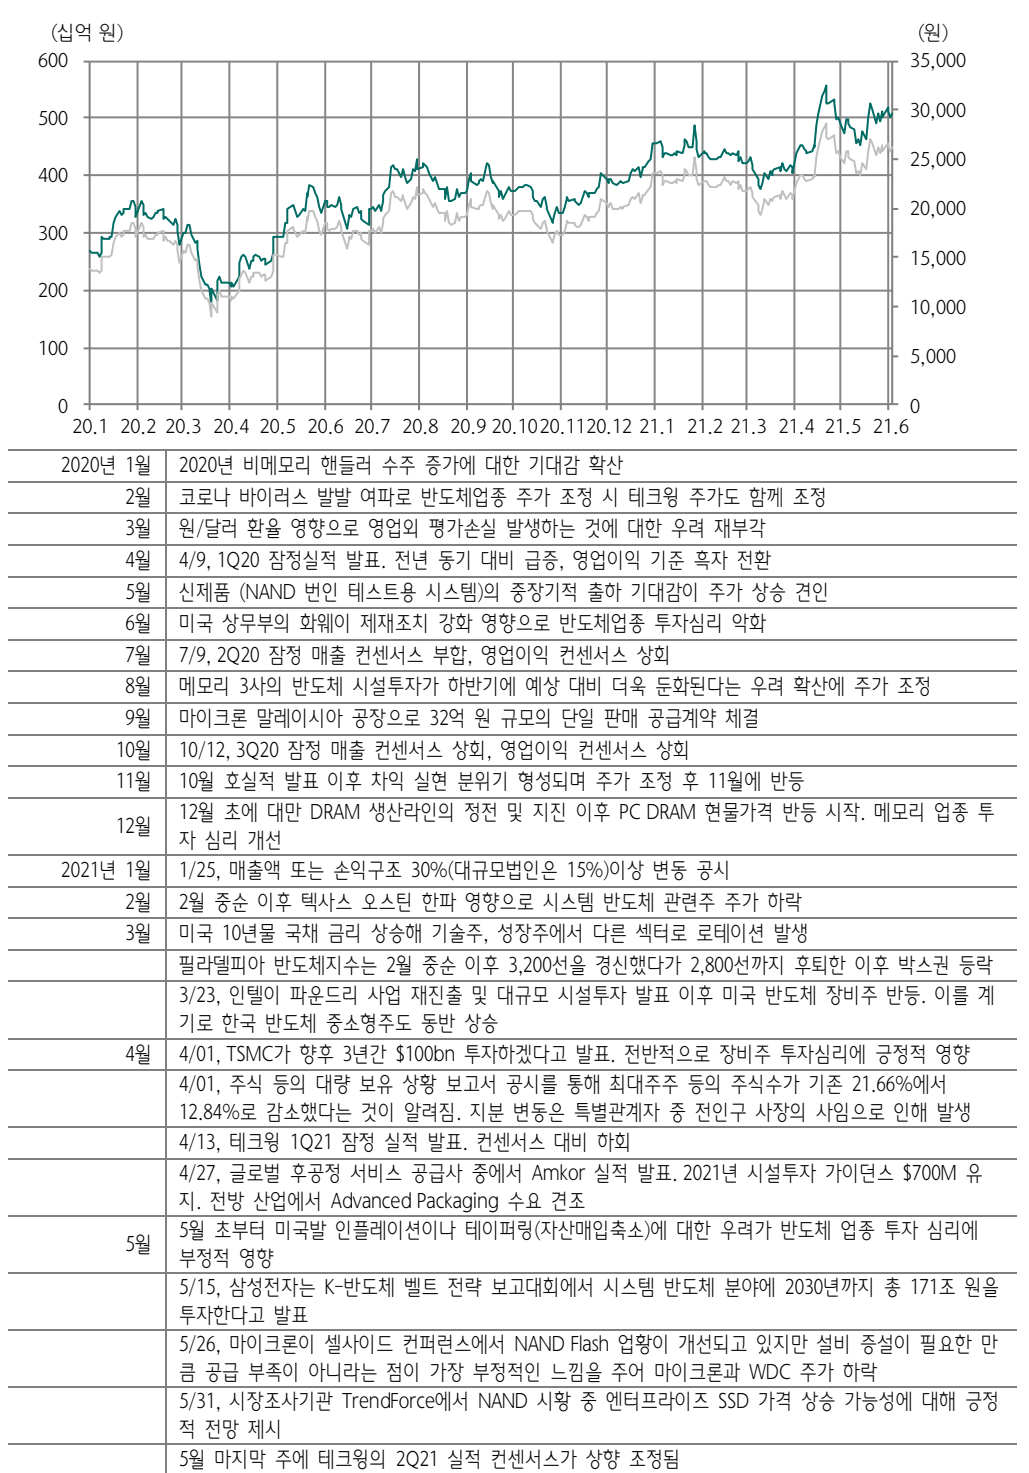 (십억 원) (원)
600 35,000
500 30,000
400 25,000
300 20,000
200 15,000
100 10,000
0 5,000
0
20.1 20.2 20.3 20.4 20.5 20.6 20.7 20.8 20.9 20.10 20.11 20.12 21.1 21.2 21.3 21.4 21.5 21.6
2020년 1월 2020년 비메모리 핸들러 수주 증가에 대한 기대감 확산
2월 코로나 바이러스 발발 여파로 반도체업종 주가 조정 시 테크윙 주가도 함께 조정
3월 원/달러 환율 영향으로 영업외 평가손실 발생하는 것에 대한 우려 재부각
4월 4/9, 1Q20 잠정실적 발표. 전년 동기 대비 급증, 영업이익 기준 흑자 전환
5월 신제품 (NAND 번인 테스트용 시스템)의 중장기적 출하 기대감이 주가 상승 견인
6월 미국 상무부의 화웨이 제재조치 강화 영향으로 반도체업종 투자심리 악화
7월 7/9, 2Q20 잠정 매출 컨센서스 부합, 영업이익 컨센서스 상회
8월 메모리 3사의 반도체 시설투자가 하반기에 예상 대비 더욱 둔화된다는 우려 확산에 주가 조정
9월 마이크론 말레이시아 공장으로 32억 원 규모의 단일 판매 공급계약 체결
10월 10/12, 3Q20 잠정 매출 컨센서스 상회, 영업이익 컨센서스 상회
11월 10월 호실적 발표 이후 차익 실현 분위기 형성되며 주가 조정 후 11월에 반등
12월 12월 초에 대만 DRAM 생산라인의 정전 및 지진 이후 PC DRAM 현물가격 반등 시작. 메모리 업종 투
자 심리 개선
2021년 1월 1/25, 매출액 또는 손익구조 30%(대규모법인은 15%)이상 변동 공시
2월 2월 중순 이후 텍사스 오스틴 한파 영향으로 시스템 반도체 관련주 주가 하락
3월 미국 10년물 국채 금리 상승해 기술주, 성장주에서 다른 섹터로 로테이션 발생
필라델피아 반도체지수는 2월 중순 이후 3,200선을 경신했다가 2,800선까지 후퇴한 이후 박스권 등락
3/23, 인텔이 파운드리 사업 재진출 및 대규모 시설투자 발표 이후 미국 반도체 장비주 반등. 이를 계
기로 한국 반도체 중소형주도 동반 상승
4월 4/01, TSMC가 향후 3년간 $100bn 투자하겠다고 발표. 전반적으로 장비주 투자심리에 긍정적 영향
4/01, 주식 등의 대량 보유 상황 보고서 공시를 통해 최대주주 등의 주식수가 기존 21.66%에서
12.84%로 감소했다는 것이 알려짐. 지분 변동은 특별관계자 중 전인구 사장의 사임으로 인해 발생
4/13, 테크윙 1Q21 잠정 실적 발표. 컨센서스 대비 하회
4/27, 글로벌 후공정 서비스 공급사 중에서 Amkor 실적 발표. 2021년 시설투자 가이던스 $700M 유
지. 전방 산업에서 Advanced Packaging 수요 견조
5월 5월 초부터 미국발 인플레이션이나 테이퍼링(자산매입축소)에 대한 우려가 반도체 업종 투자 심리에
부정적 영향
5/15, 삼성전자는 K-반도체 벨트 전략 보고대회에서 시스템 반도체 분야에 2030년까지 총 171조 원을
투자한다고 발표
5/26, 마이크론이 셀사이드 컨퍼런스에서 NAND Flash 업황이 개선되고 있지만 설비 증설이 필요한 만
큼 공급 부족이 아니라는 점이 가장 부정적인 느낌을 주어 마이크론과 WDC 주가 하락
5/31, 시장조사기관 TrendForce에서 NAND 시황 중 엔터프라이즈 SSD 가격 상승 가능성에 대해 긍정
적 전망 제시
5월 마지막 주에 테크윙의 2Q21 실적 컨센서스가 상향 조정됨